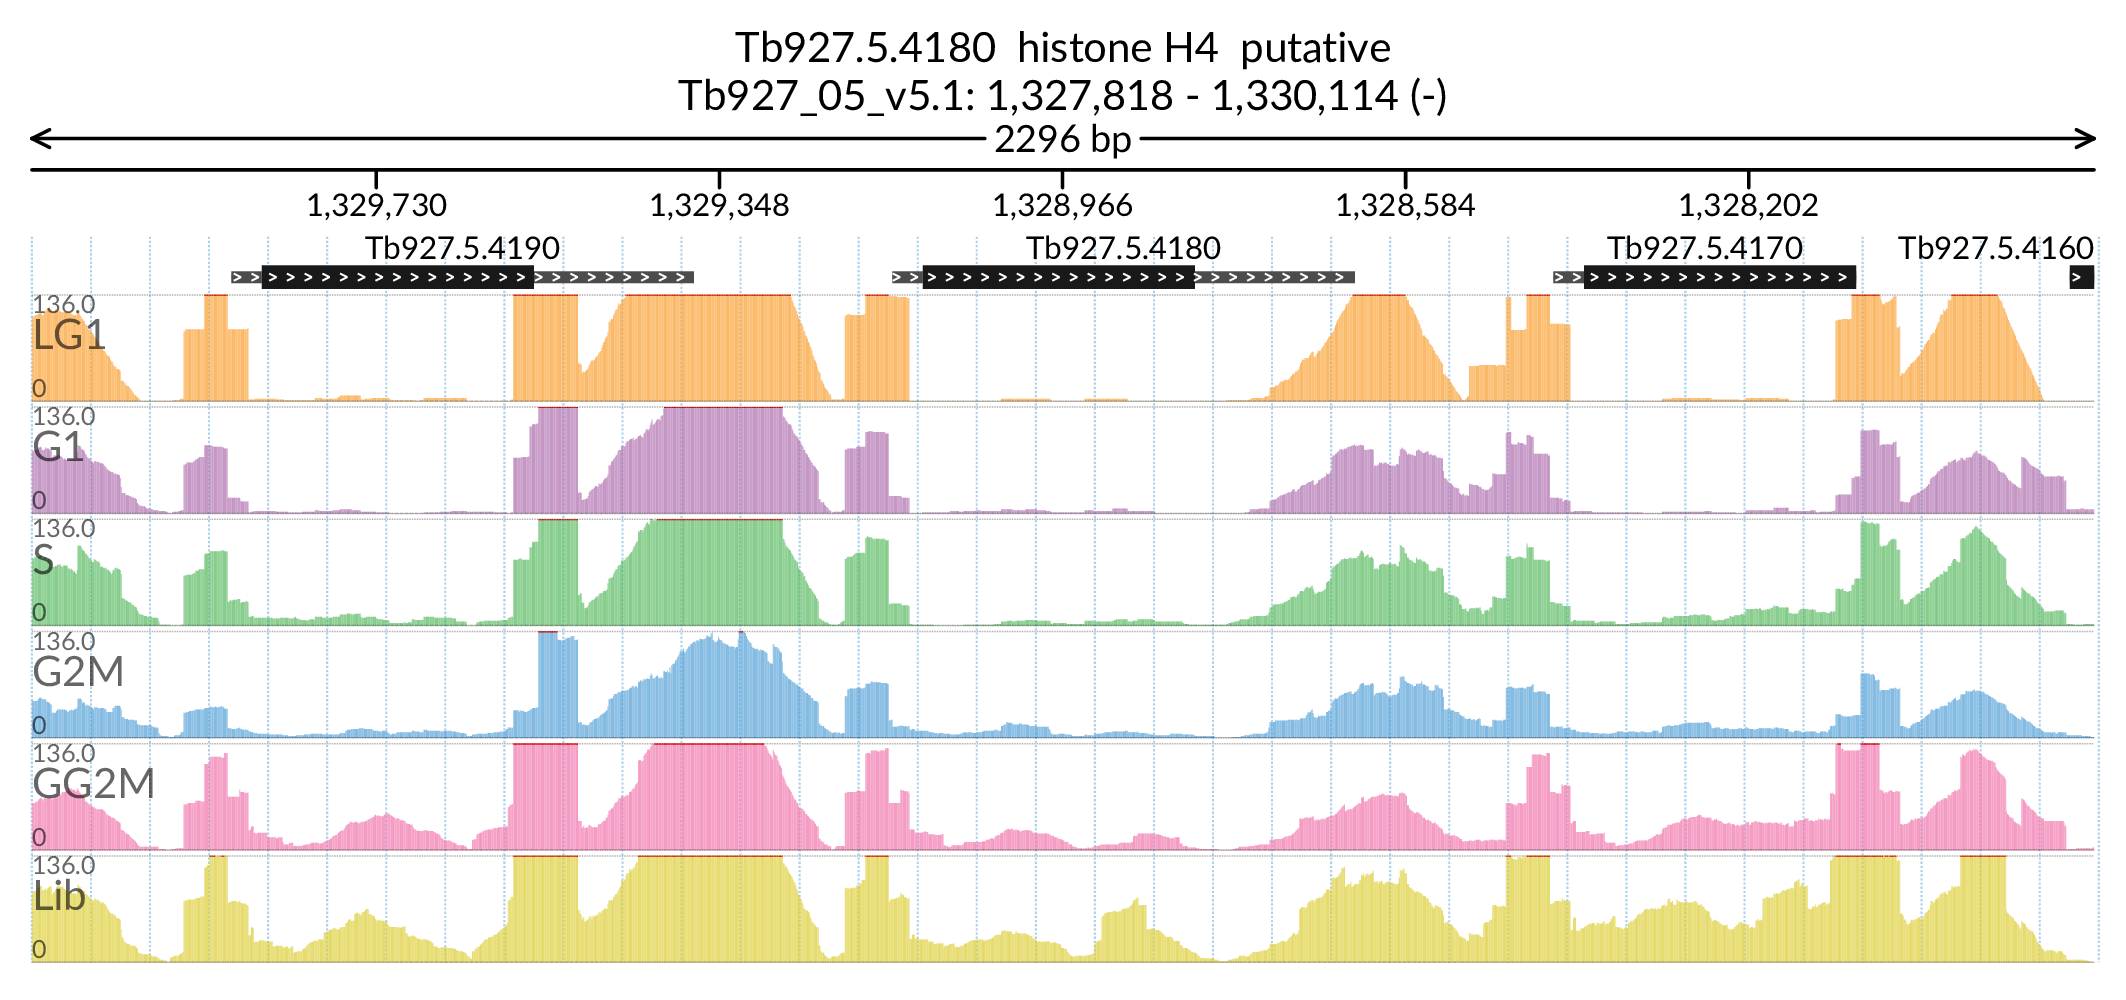 Tb927.5.4180  histone H4  putative
Tb927_05_v5.1: 1,327,818 - 1,330,114 (-)
2296 bp
1,329,730 1,329,348 1,328,966 1,328,584 1,328,202
Tb927.5.4190 Tb927.5.4180 Tb927.5.4170 Tb927.5.4160
136.0
LG1
0
136.0
G1
0
136.0
S
0
136.0
G2M
0
136.0
GG2M
0
136.0
Lib
0